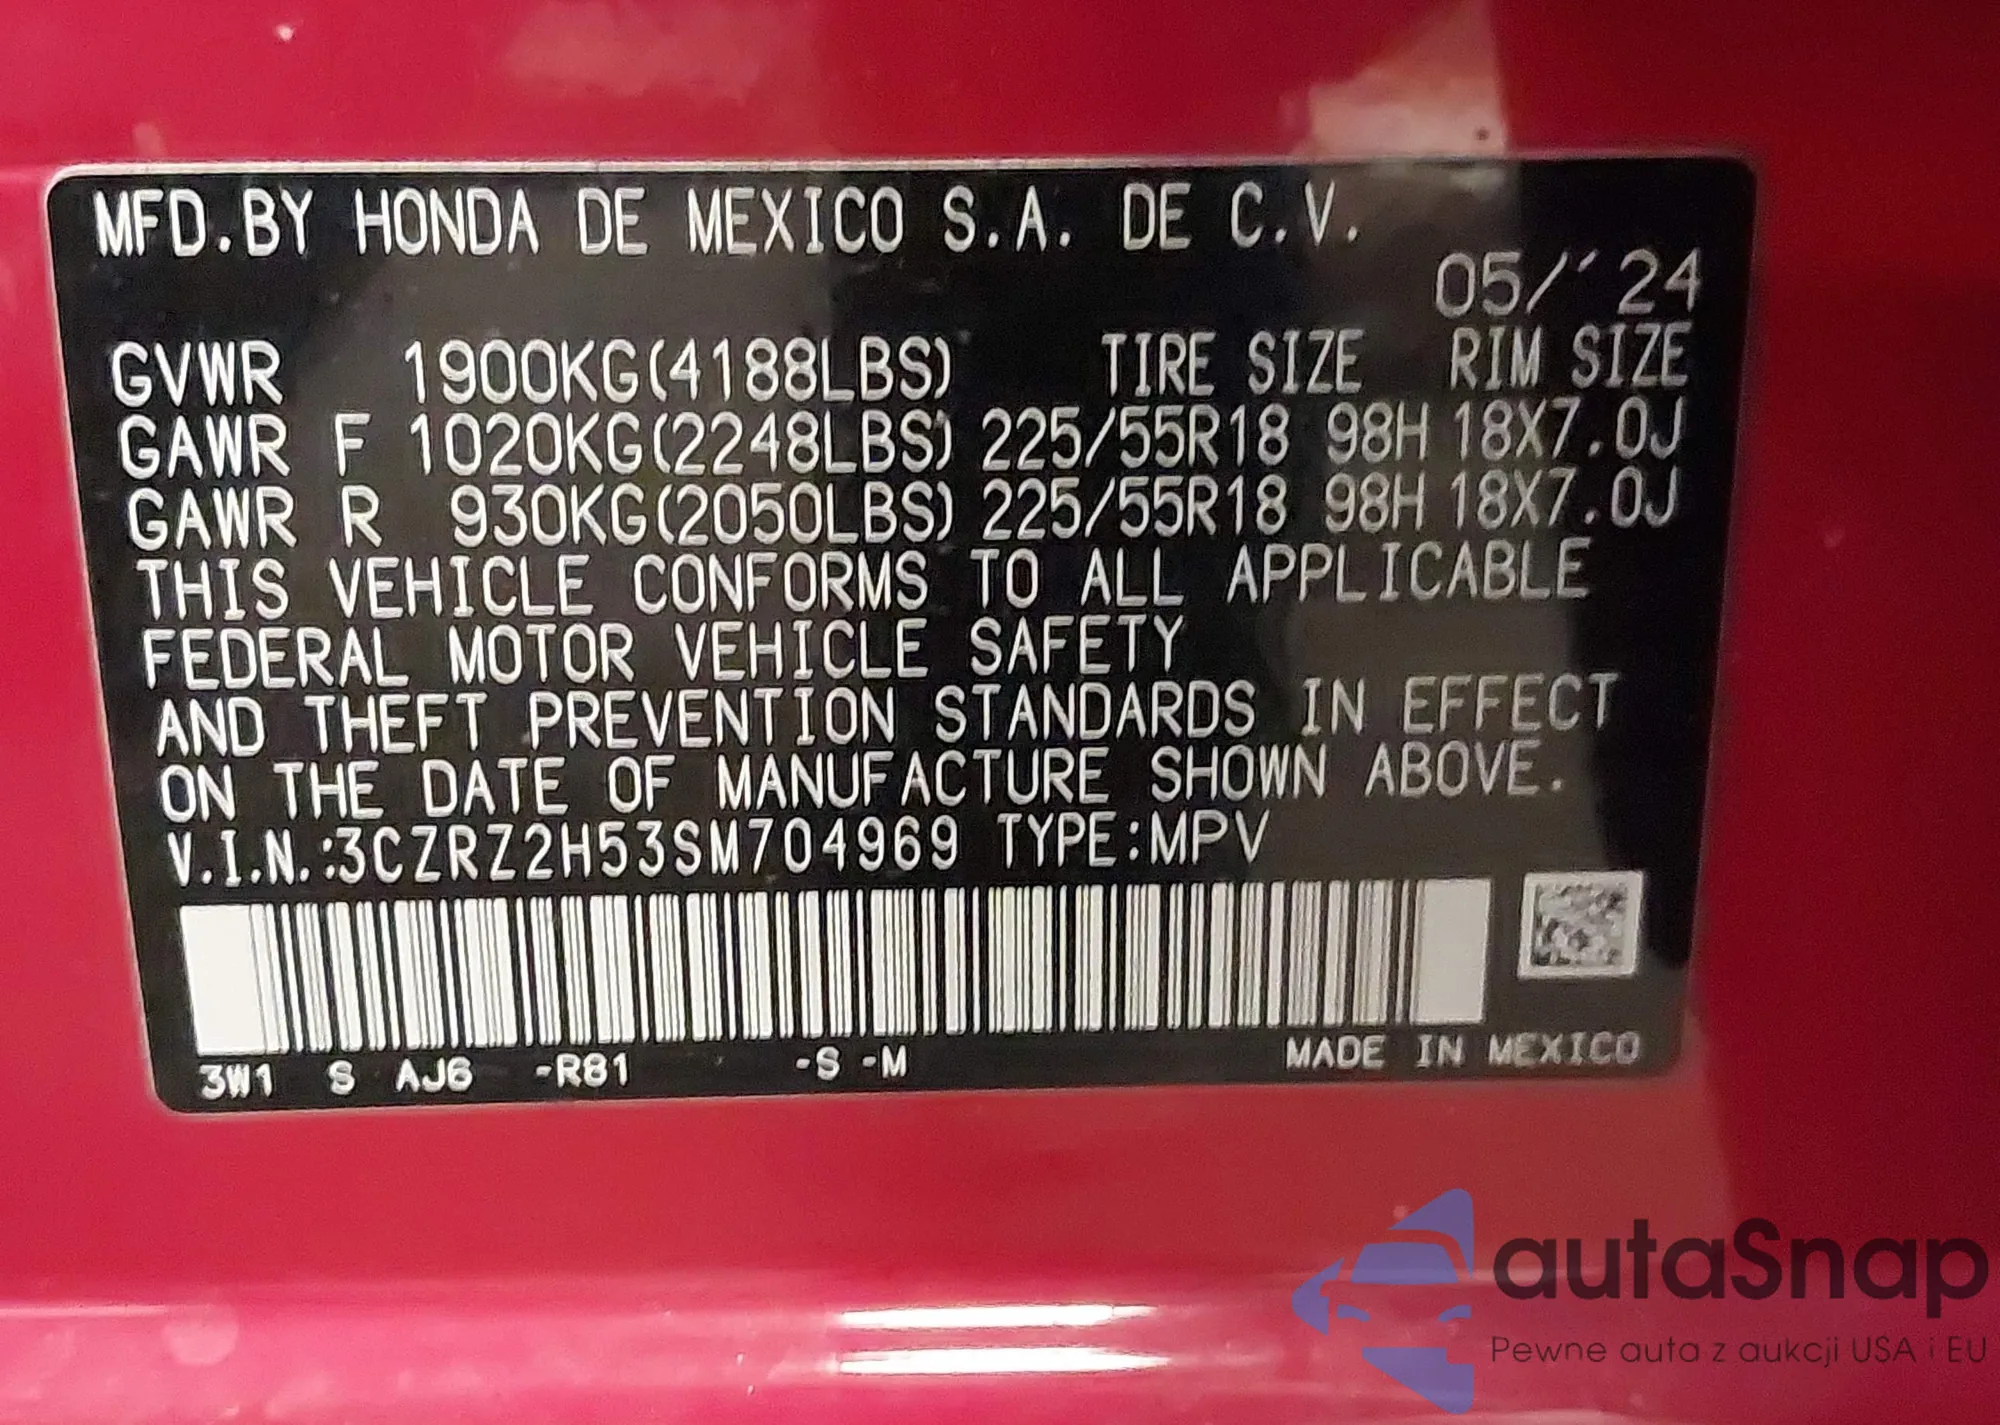 MFD.BY HONDA DE MEXICO S.A. DE C.V.
05/'24
GVWR 1900KG(4188LBS) TIRE SIZE RIM SIZE
GAWR F 1020KG(2248LBS) 225/55R18 98H 18X7.0J
GAWR R 930KG(2050LBS) 225/55R18 98H 18X7.0J
THIS VEHICLE CONFORMS TO ALL APPLICABLE
FEDERAL MOTOR VEHICLE SAFETY
AND THEFT PREVENTION STANDARDS IN EFFECT
ON THE DATE OF MANUFACTURE SHOWN ABOVE.
V.I.N.:3CZRZ2H53SM704969 TYPE:MPV
3W1 S AJ6 -R81 -S -M MADE IN MEXICO
autaSnap
Pewne auta z aukcji USA i EU